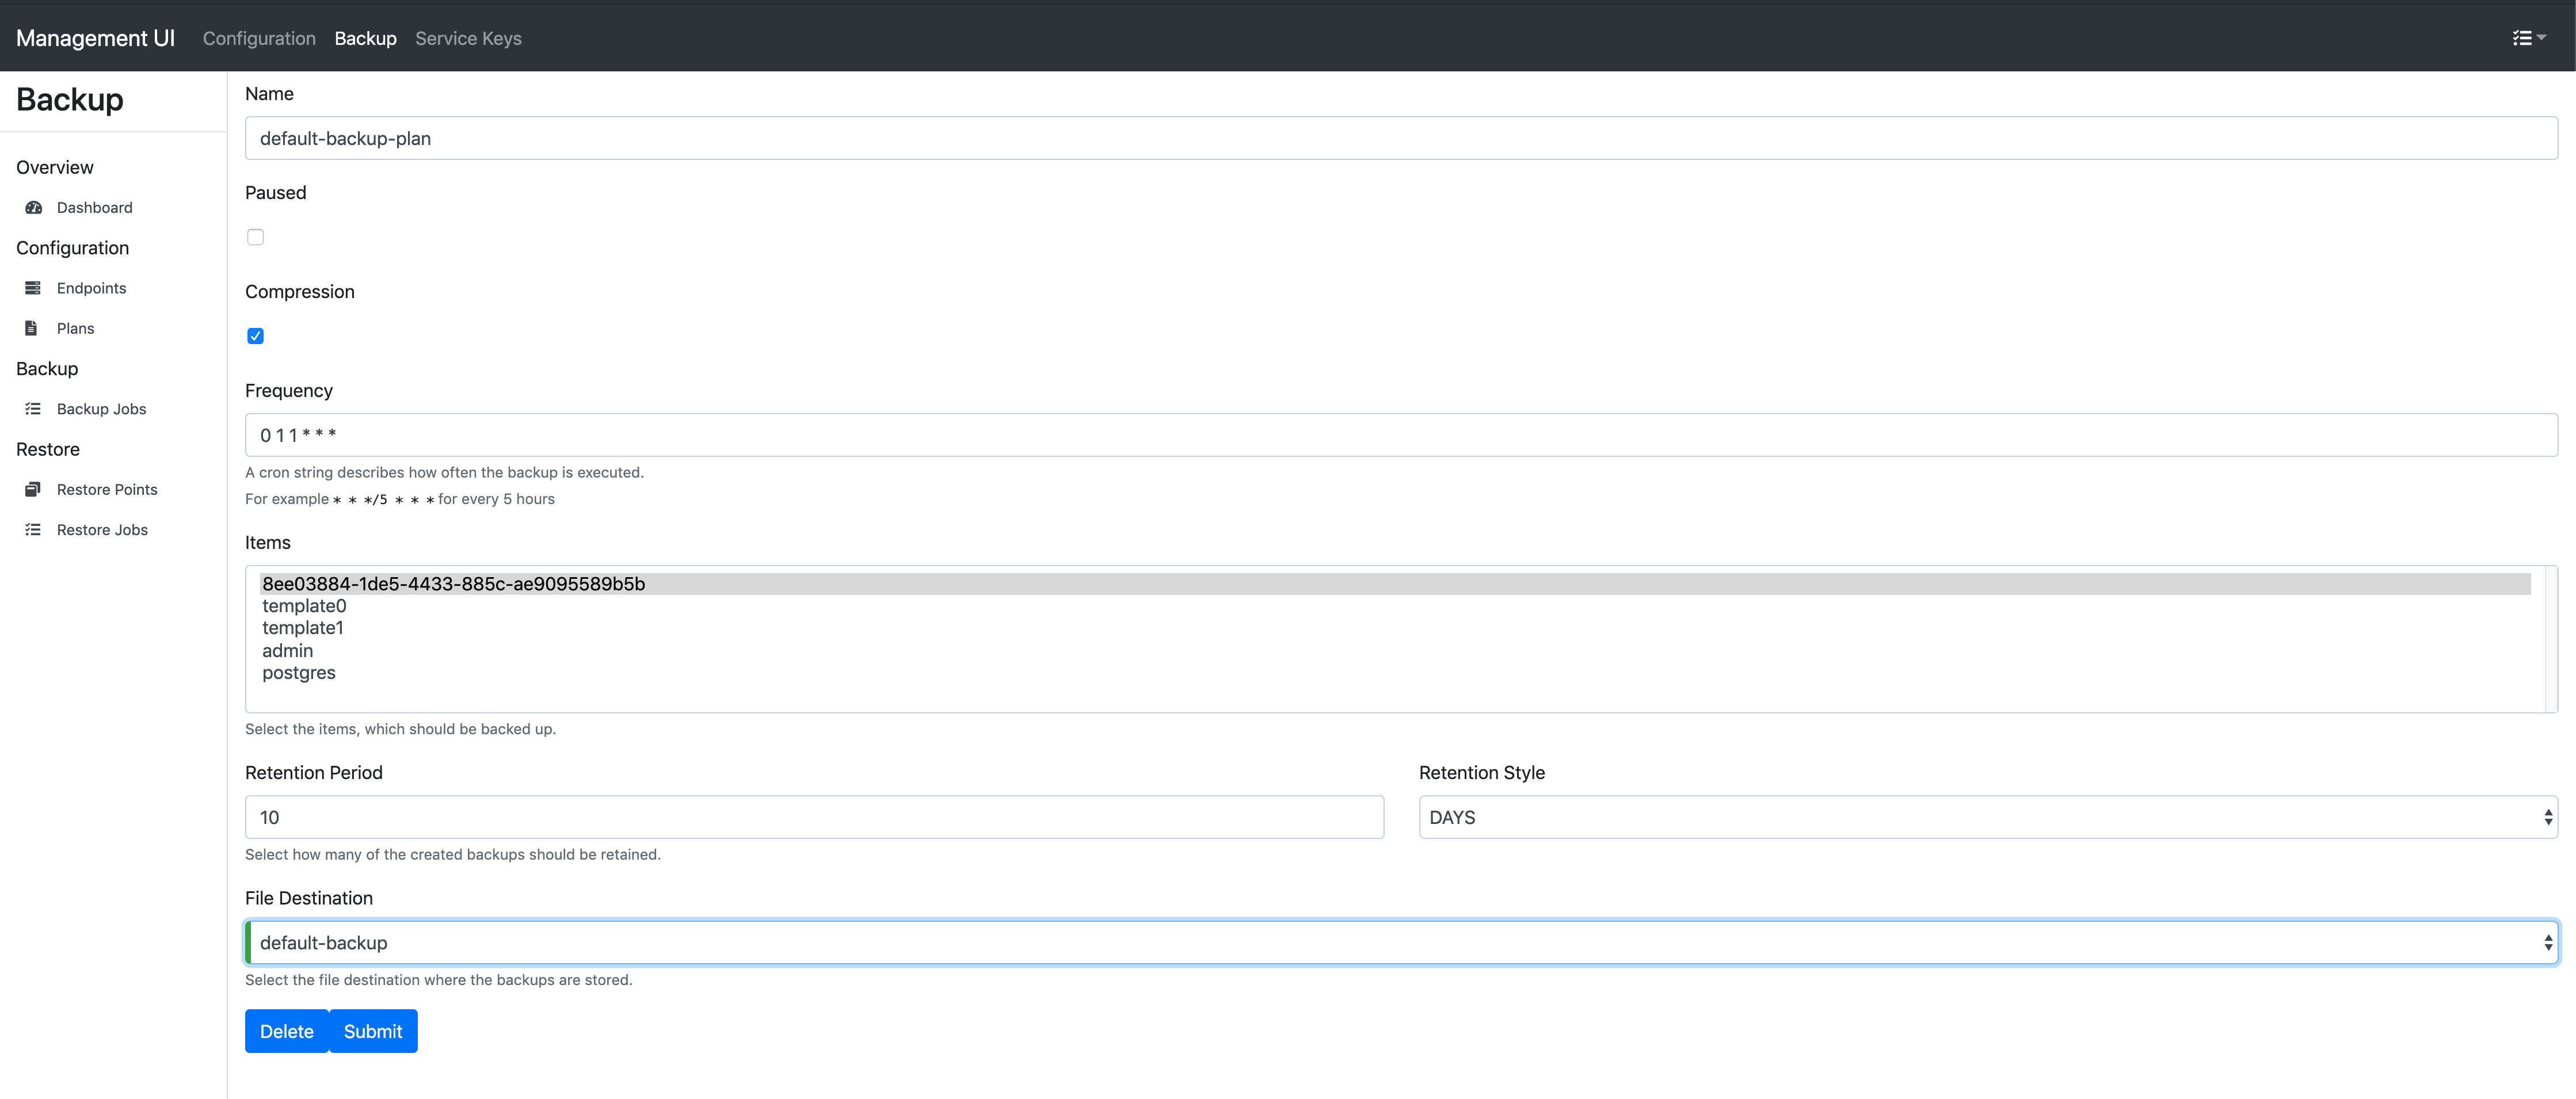 Management UI Configuration Backup Service Keys
Backup
Overview
Dashboard
Configuration
Endpoints
Plans
Backup
Backup Jobs
Restore
Restore Points
Restore Jobs
Name
default-backup-plan
Paused
Compression
Frequency
0 1 1 * * *
A cron string describes how often the backup is executed.
For example * * */5 * * * for every 5 hours
Items
8ee03884-1de5-4433-885c-ae9095589b5b
template0
template1
admin
postgres
Select the items, which should be backed up.
Retention Period
10
Select how many of the created backups should be retained.
Retention Style
DAYS
File Destination
default-backup
Select the file destination where the backups are stored.
Delete Submit